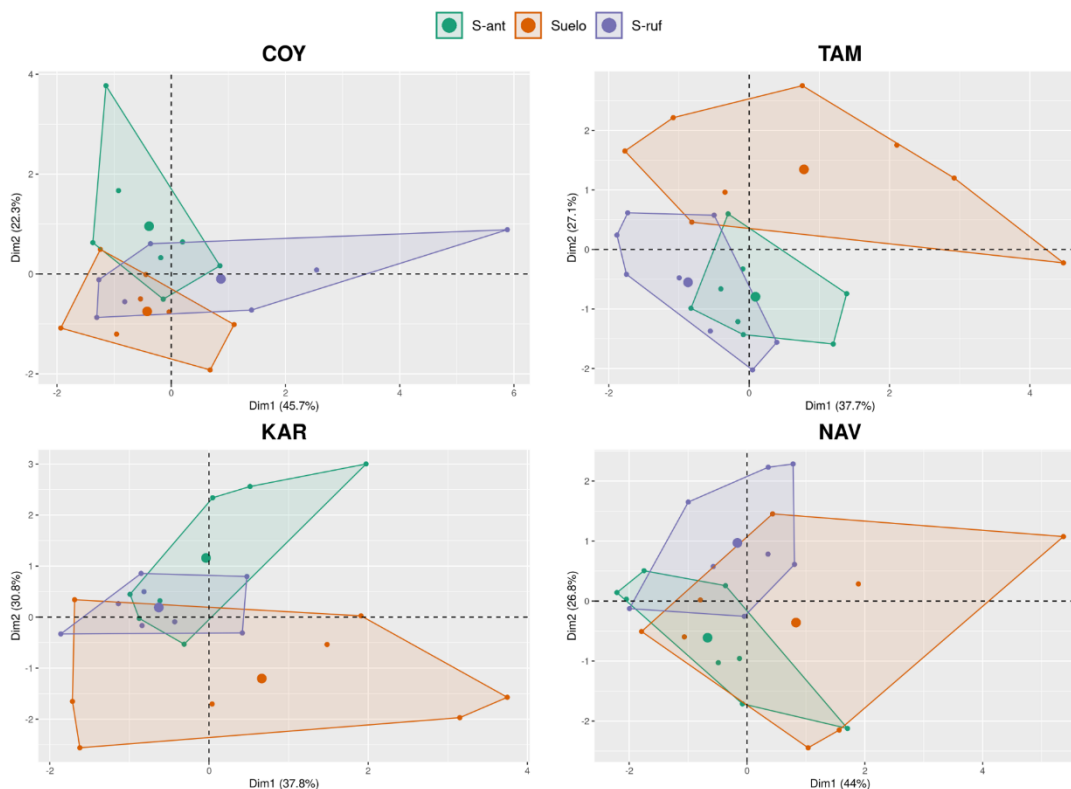 S-ant Suelo S-ruf
COY
Dim2 (22.3%)
4
2
0
-2
-2 0 2 4 6
Dim1 (45.7%)
TAM
Dim2 (27.1%)
2
1
0
-1
-2
-2 0 2 4
Dim1 (37.7%)
KAR
Dim2 (30.8%)
3
2
1
0
-1
-2
-2 0 2 4
Dim1 (37.8%)
NAV
Dim2 (26.8%)
2
1
0
-1
-2
-2 0 2 4
Dim1 (44%)